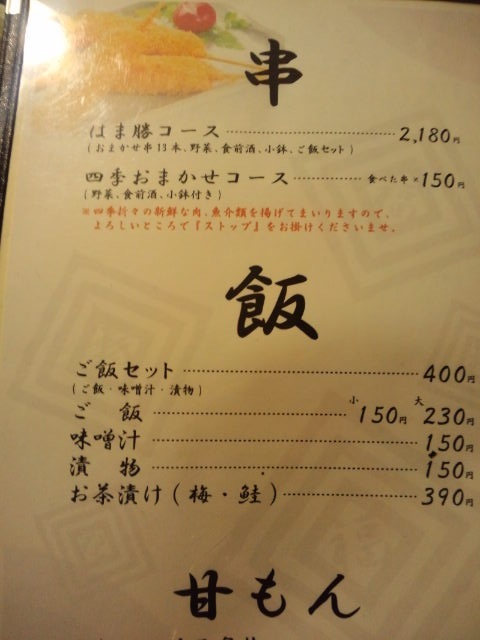 串
はま勝コース 2,180円
(おまかせ串13本、野菜、食前酒、小鉢、ご飯セット)
四季おまかせコース 食べた串×150円
(野菜、食前酒、小鉢付き)
※四季折々の新鮮な肉、魚介類を揚げてまいりますので、
よろしいところで『ストップ』をお掛けくださいませ。
飯
ご飯セット 400円
(ご飯・味噌汁・漬物)
ご 飯 小150円 大230円
味噌汁 150円
漬 物 150円
お茶漬け(梅・鮭) 390円
甘もん